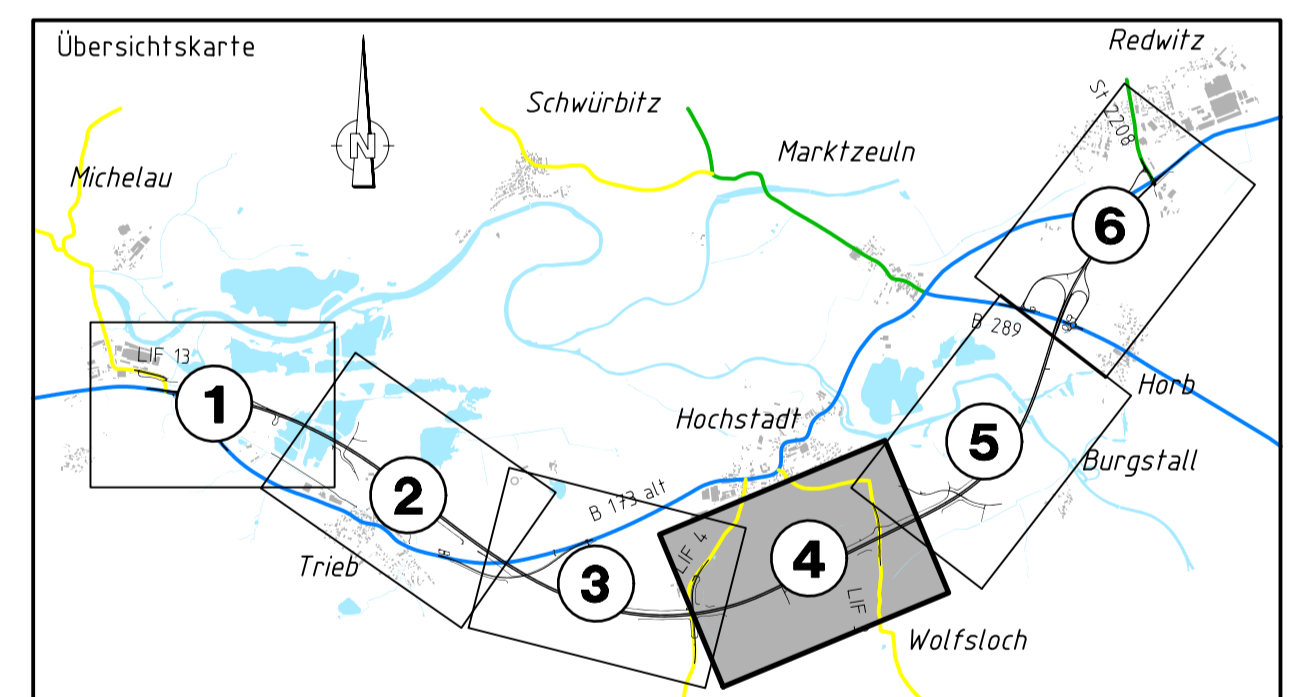 Übersichtskarte
Redwitz
Schwürbitz
St 2208
N
Marktzeuln
Michelau
6
B 289
LIF 13
1
Horb
Hochstadt
5
Burgstall
2
B 173 alt
LIF 4
4
Trieb
3
LIF
Wolfsloch